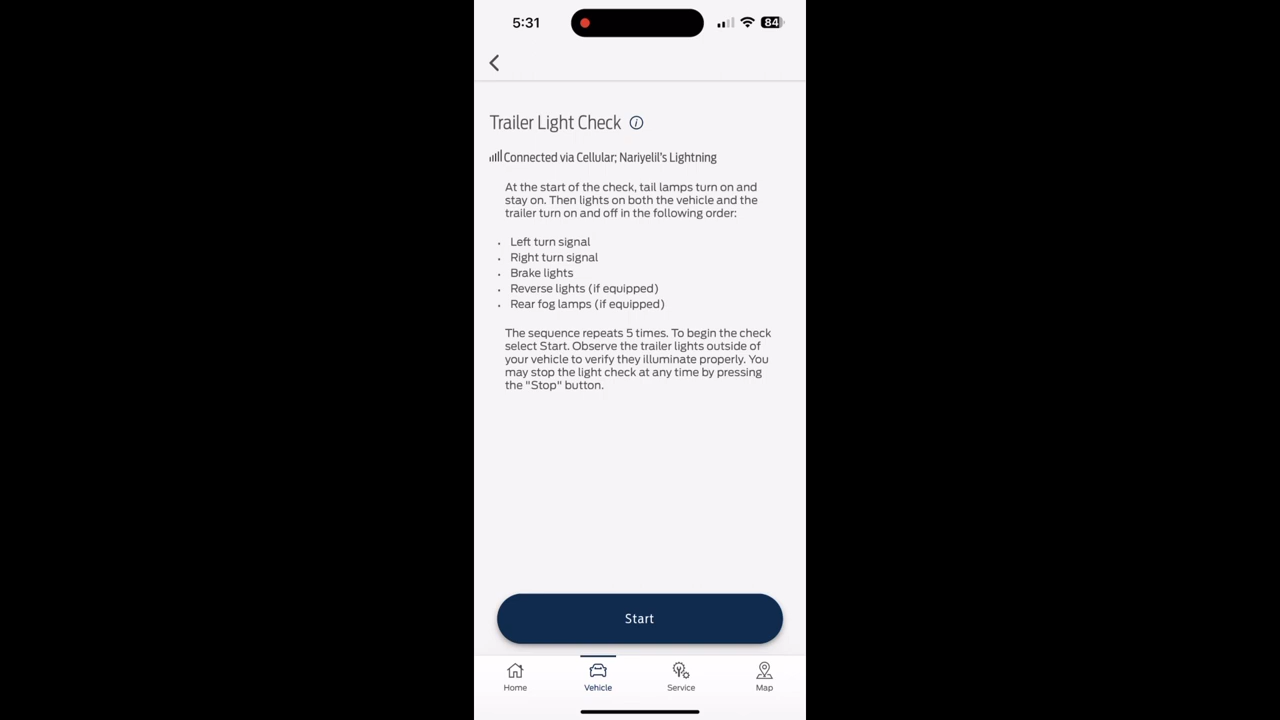 5:31
84
Trailer Light Check
Connected via Cellular; Nariyelil's Lightning
At the start of the check, tail lamps turn on and
stay on. Then lights on both the vehicle and the
trailer turn on and off in the following order:
• Left turn signal
• Right turn signal
• Brake lights
• Reverse lights (if equipped)
• Rear fog lamps (if equipped)
The sequence repeats 5 times. To begin the check
select Start. Observe the trailer lights outside of
your vehicle to verify they illuminate properly. You
may stop the light check at any time by pressing
the "Stop" button.
Start
Home Vehicle Service Map